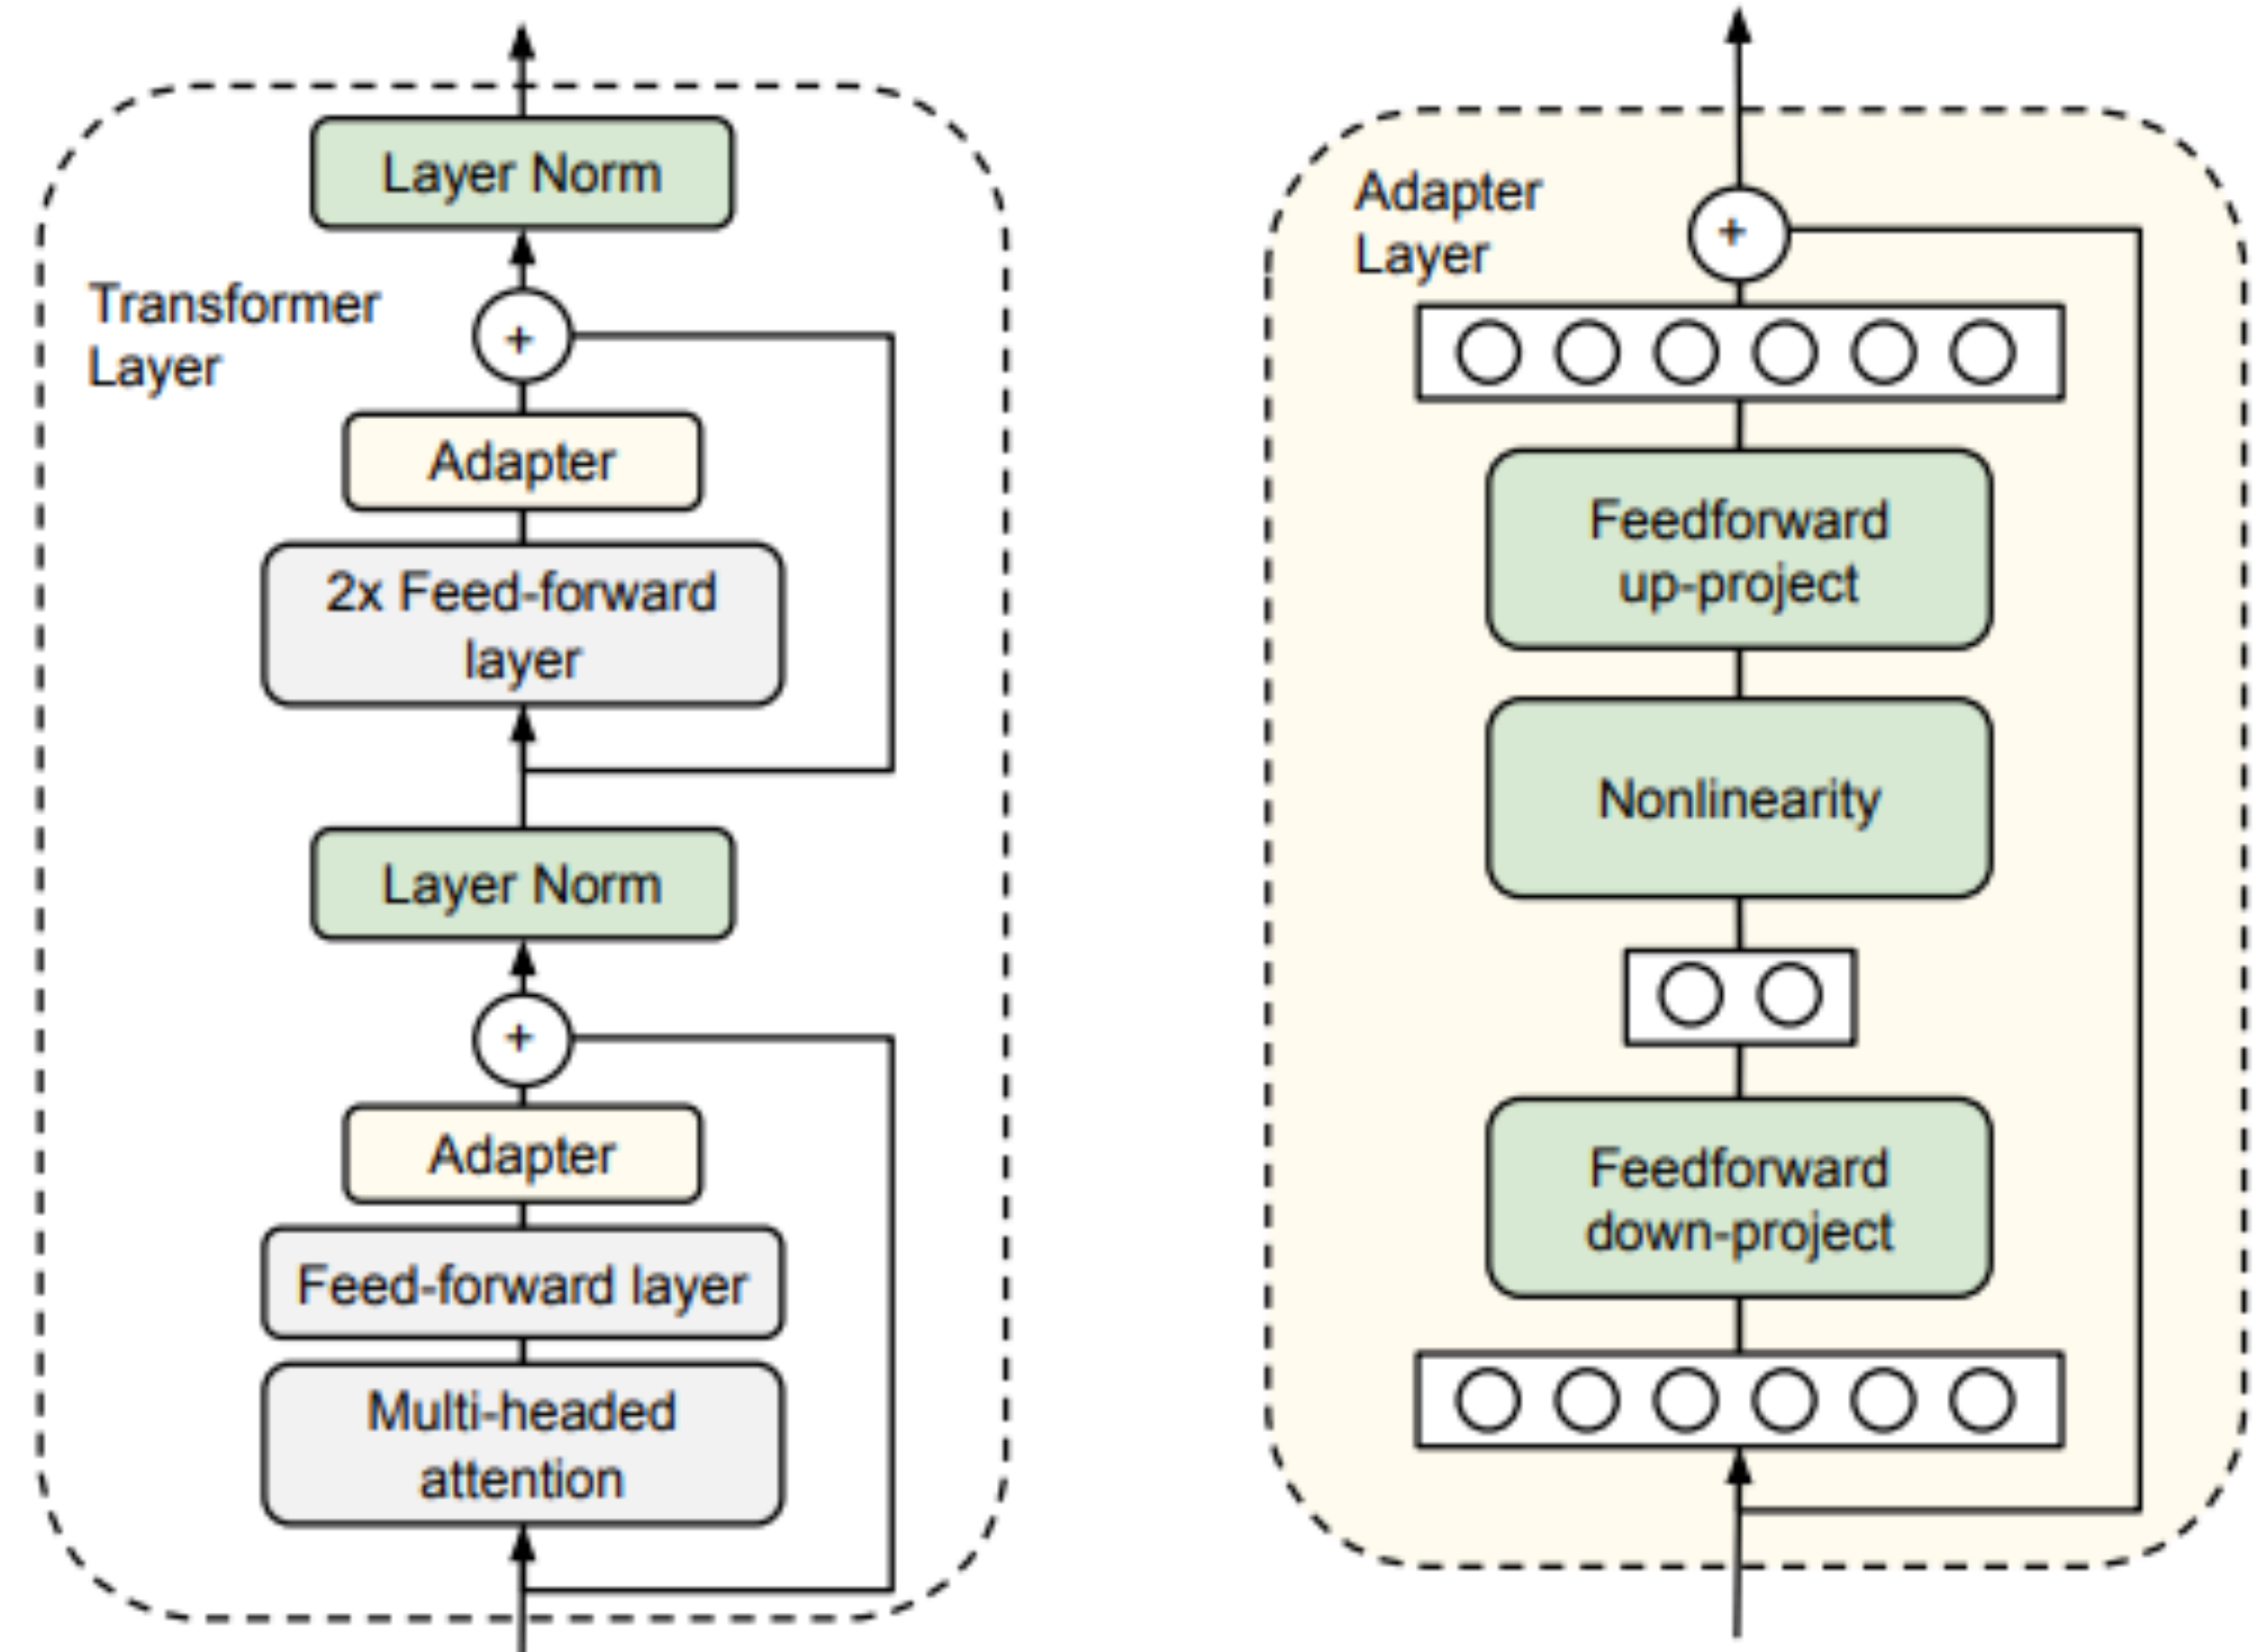 Transformer
Layer
Layer Norm
+
Adapter
2x Feed-forward
layer
Layer Norm
+
Adapter
Feed-forward layer
Multi-headed
attention
Adapter
Layer
+
Feedforward
up-project
Nonlinearity
Feedforward
down-project